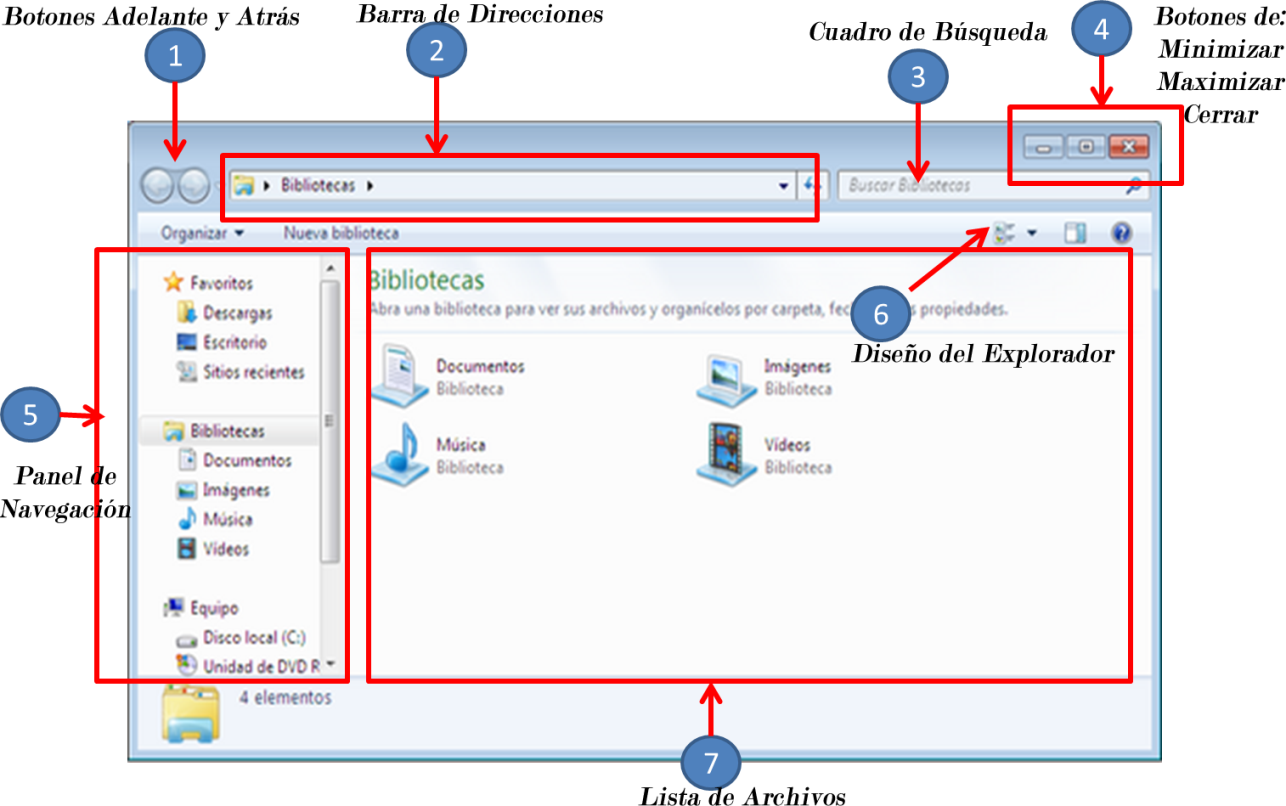 Botones Adelante y Atrás
1
Barra de Direcciones
2
Cuadro de Búsqueda
3
4
Botones de:
Minimizar
Maximizar
Cerrar
Bibliotecas
Buscar Bibliotecas
Organizar
Nueva biblioteca
Favoritos
Descargas
Escritorio
Sitios recientes
Bibliotecas
Documentos
Imágenes
Música
Vídeos
Equipo
Disco local (C:)
Unidad de DVD R
5
Panel de
Navegación
Bibliotecas
Abra una biblioteca para ver sus archivos y organícelos por carpeta, propiedades.
6
Diseño del Explorador
Documentos
Biblioteca
Imágenes
Biblioteca
Música
Biblioteca
Vídeos
Biblioteca
4 elementos
7
Lista de Archivos